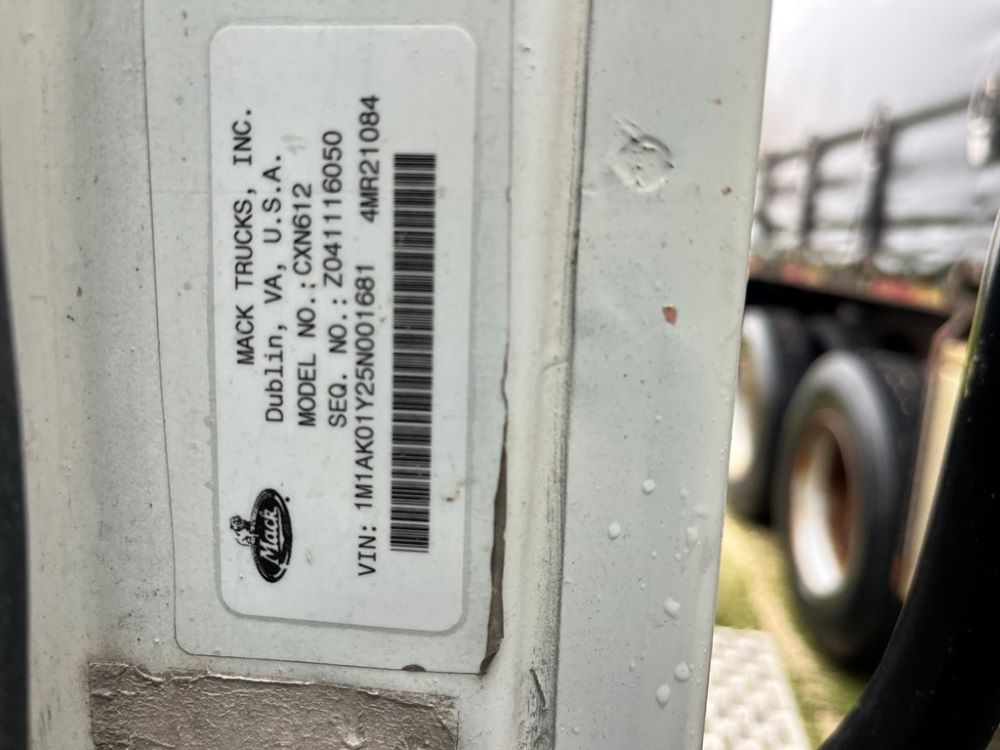 MACK TRUCKS, INC.
Dublin, VA, U.S.A.
MODEL NO.:CXN612
SEQ. NO.: Z041116050
Mack
VIN: 1M1AK01Y25N001681 4MR21084